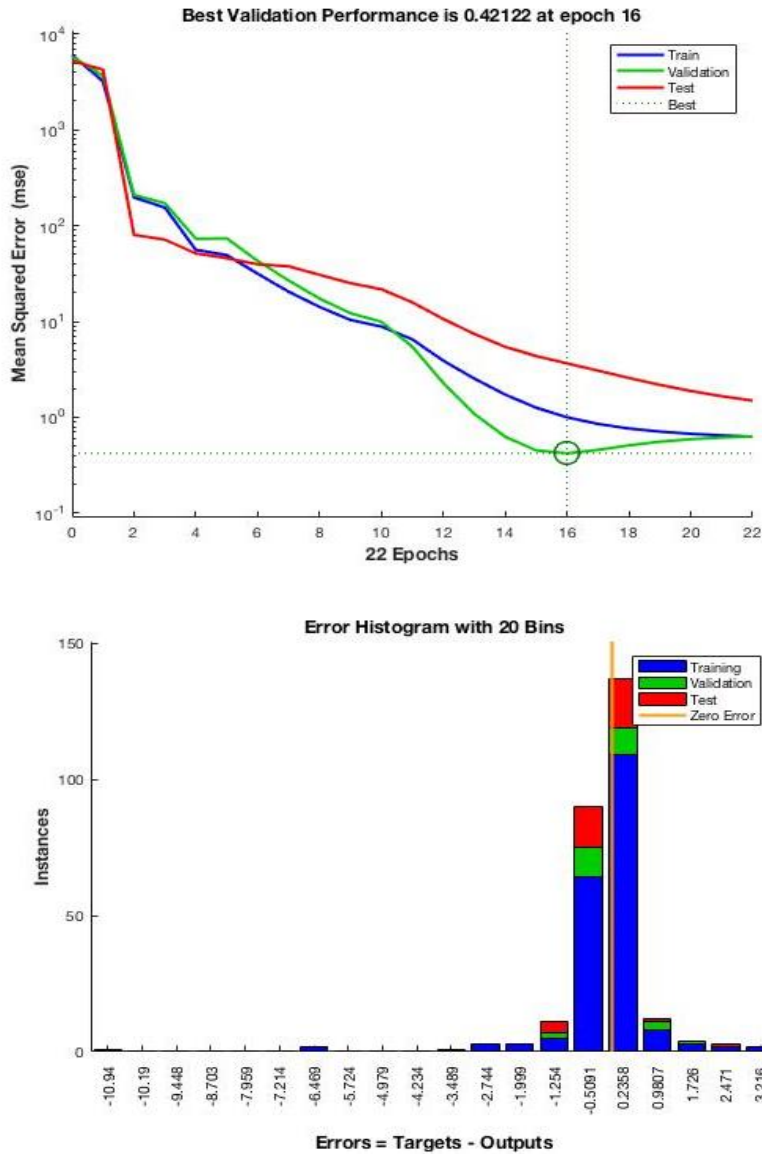 Best Validation Performance is 0.42122 at epoch 16
Mean Squared Error (mse)
10^4
10^3
10^2
10^1
10^0
10^-1
Train
Validation
Test
Best
0 2 4 6 8 10 12 14 16 18 20 22
22 Epochs
Error Histogram with 20 Bins
Instances
150
100
50
0
Training
Validation
Test
Zero Error
-10.94
-10.19
-9.448
-8.703
-7.959
-7.214
-6.469
-5.724
-4.979
-4.234
-3.489
-2.744
-1.999
-1.254
-0.5091
0.2358
0.9807
1.726
2.471
3.216
Errors = Targets - Outputs